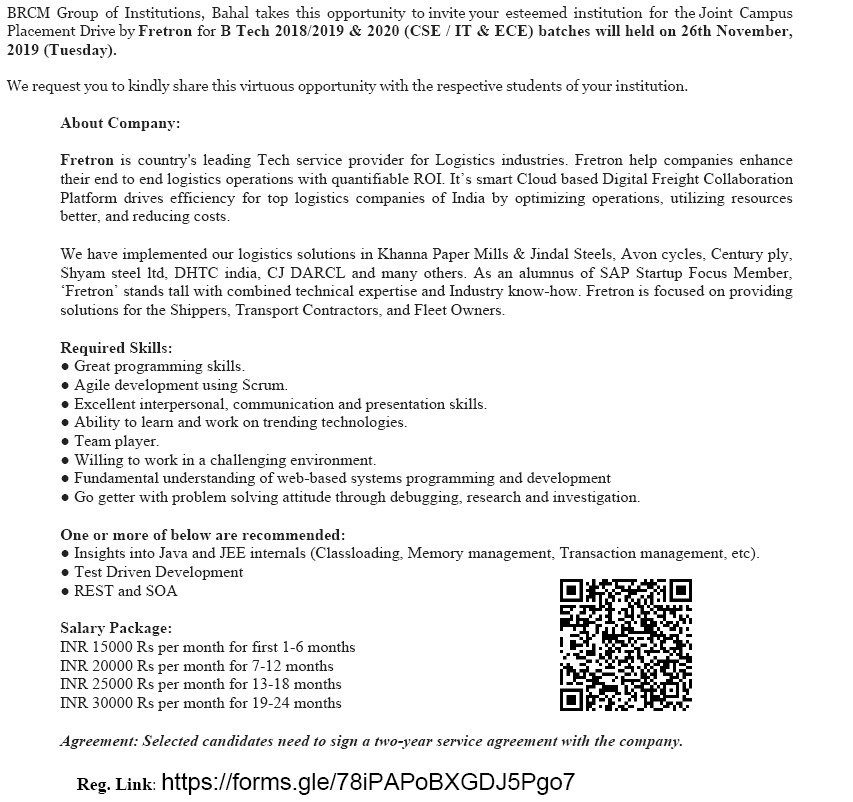 BRCM Group of Institutions, Bahal takes this opportunity to invite your esteemed institution for the Joint Campus
Placement Drive by Fretron for B Tech 2018/2019 & 2020 (CSE / IT & ECE) batches will held on 26th November,
2019 (Tuesday).
We request you to kindly share this virtuous opportunity with the respective students of your institution.
About Company:
Fretron is country's leading Tech service provider for Logistics industries. Fretron help companies enhance
their end to end logistics operations with quantifiable ROI. It’s smart Cloud based Digital Freight Collaboration
Platform drives efficiency for top logistics companies of India by optimizing operations, utilizing resources
better, and reducing costs.
We have implemented our logistics solutions in Khanna Paper Mills & Jindal Steels, Avon cycles, Century ply,
Shyam steel ltd, DHTC india, CJ DARCL and many others. As an alumnus of SAP Startup Focus Member,
‘Fretron’ stands tall with combined technical expertise and Industry know-how. Fretron is focused on providing
solutions for the Shippers, Transport Contractors, and Fleet Owners.
Required Skills:
● Great programming skills.
● Agile development using Scrum.
● Excellent interpersonal, communication and presentation skills.
● Ability to learn and work on trending technologies.
● Team player.
● Willing to work in a challenging environment.
● Fundamental understanding of web-based systems programming and development
● Go getter with problem solving attitude through debugging, research and investigation.
One or more of below are recommended:
● Insights into Java and JEE internals (Classloading, Memory management, Transaction management, etc).
● Test Driven Development
● REST and SOA
Salary Package:
INR 15000 Rs per month for first 1-6 months
INR 20000 Rs per month for 7-12 months
INR 25000 Rs per month for 13-18 months
INR 30000 Rs per month for 19-24 months
Agreement: Selected candidates need to sign a two-year service agreement with the company.
Reg. Link: https://forms.gle/78iPAPoBXGDJ5Pgo7